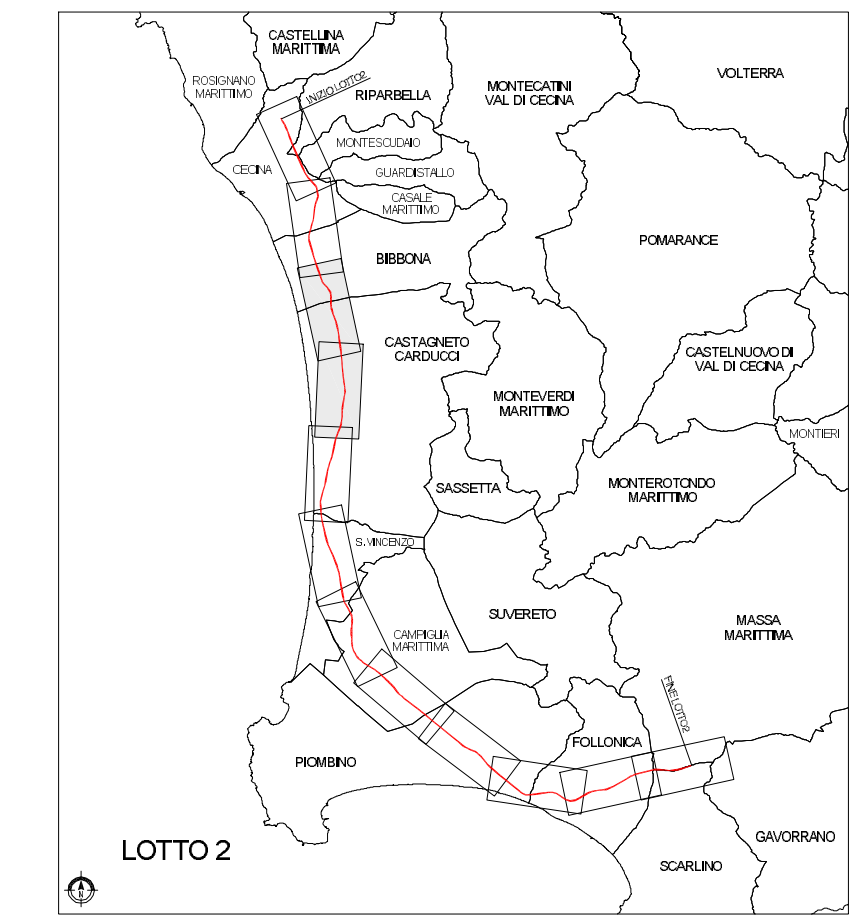 CASTELLINA
MARITTIMA
ROSIGNANO
MARITTIMO
INIZIO LOTTO2
RIPARBELLA
MONTECATINI
VAL DI CECINA
VOLTERRA
MONTESCUDAIO
CECINA
GUARDISTALLO
CASALE
MARITTIMO
BIBBONA
POMARANCE
CASTAGNETO
CARDUCCI
CASTELNUOVO DI
VAL DI CECINA
MONTEVERDI
MARITTIMO
MONTIERI
SASSETTA
MONTEROTONDO
MARITTIMO
S. VINCENZO
SUVERETO
CAMPIGLIA
MARITTIMA
MASSA
MARITTIMA
FINE LOTTO2
FOLLONICA
PIOMBINO
LOTTO 2
GAVORRANO
SCARLINO
N